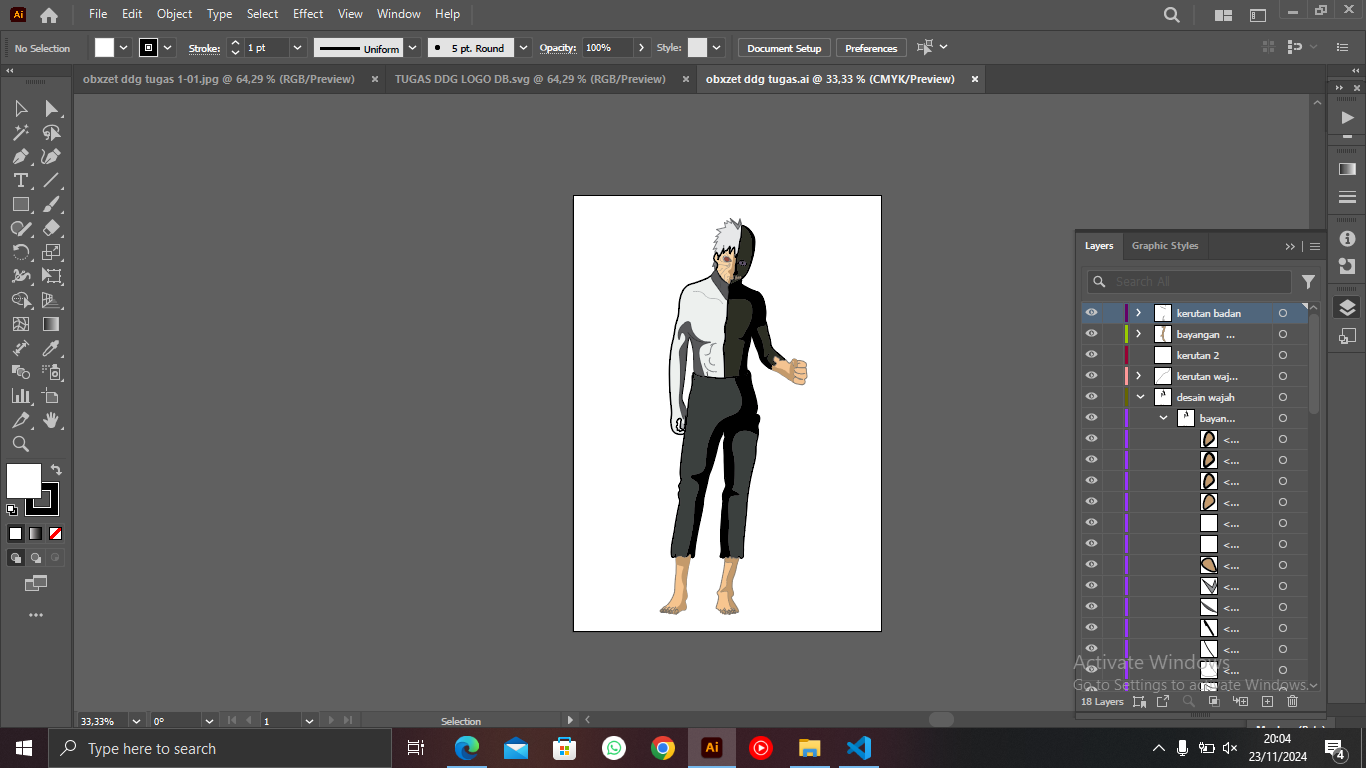 Ai File Edit Object Type Select Effect View Window Help
No Selection Stroke: 1 pt Uniform 5 pt. Round Opacity: 100% Style: Document Setup Preferences
obxzet ddg tugas 1-01.jpg @ 64,29 % (RGB/Preview) × TUGAS DDG LOGO DB.svg @ 64,29 % (RGB/Preview) × obxzet ddg tugas.ai @ 33,33 % (CMYK/Preview) ×
Layers Graphic Styles
Search All
kerutan badan
bayangan ...
kerutan 2
kerutan waj...
desain wajah
bayan...
<...
<...
<...
<...
<...
<...
<...
<...
<...
<...
<...
<...
Activate Windows
Go to Settings to activate Windows.
18 Layers
33,33% 0° 1 Selection
Type here to search
Ai
20:04
23/11/2024
4